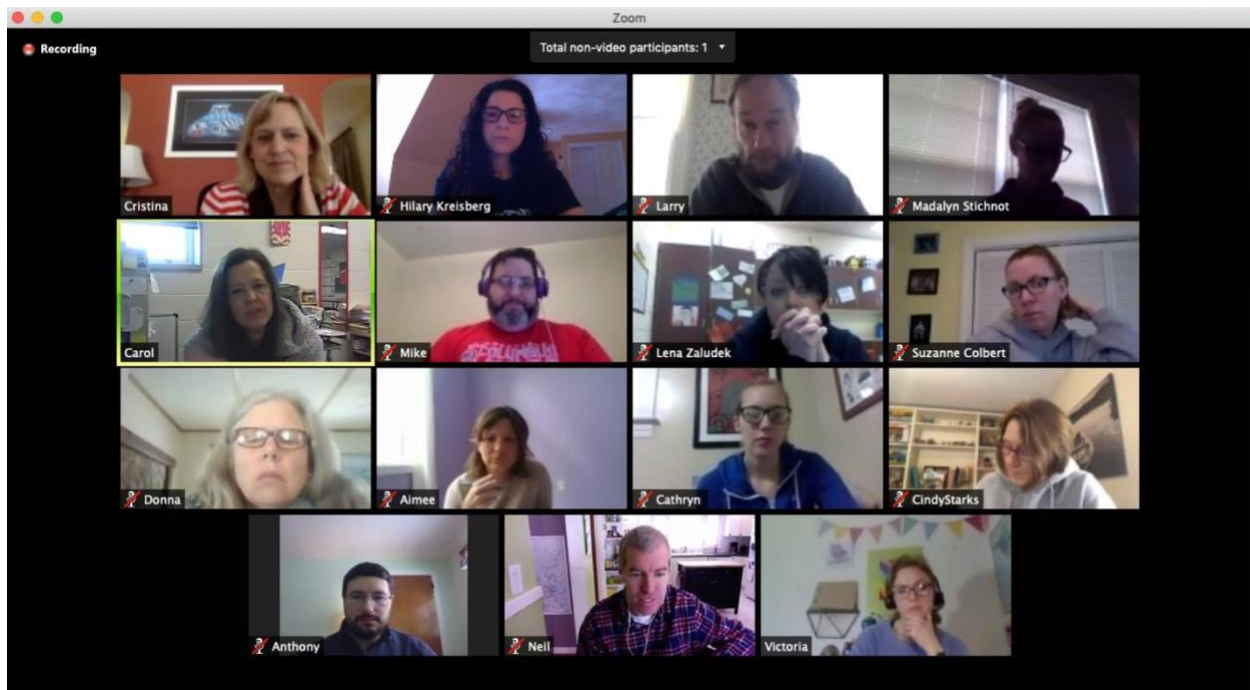 Zoom
Recording
Total non-video participants: 1
Cristina
Hilary Kreisberg
Larry
Madalyn Stichnot
Carol
Mike
Lena Zaludek
Suzanne Colbert
Donna
Aimee
Cathryn
CindyStarks
Anthony
Neil
Victoria